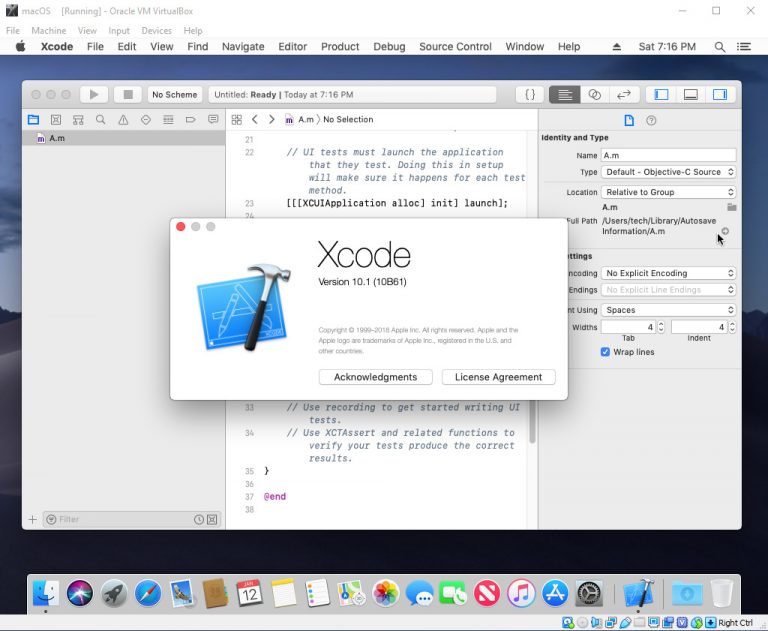 macOS [Running] - Oracle VM VirtualBox
File Machine View Input Devices Help
Xcode File Edit View Find Navigate Editor Product Debug Source Control Window Help Sat 7:16 PM
No Scheme Untitled: Ready | Today at 7:16 PM { }
A.m
A.m ⟩ No Selection
21
22 // UI tests must launch the application
that they test. Doing this in setup
will make sure it happens for each test
method.
23 [[[XCUIApplication alloc] init] launch];
24
Identity and Type
Name A.m
Type Default - Objective-C Source
Location Relative to Group
A.m
Full Path /Users/tech/Library/Autosave
Information/A.m
ettings
ncoding No Explicit Encoding
Endings No Explicit Line Endings
nt Using Spaces
Widths 4 4
Tab Indent
Wrap lines
Xcode
Version 10.1 (10B61)
Copyright © 1999–2018 Apple Inc. All rights reserved. Apple and the
Apple logo are trademarks of Apple Inc., registered in the U.S. and
other countries.
Acknowledgments License Agreement
33 // Use recording to get started writing UI
tests.
34 // Use XCTAssert and related functions to
verify your tests produce the correct
results.
35 }
36
37 @end
38
Filter
JAN
12
Right Ctrl